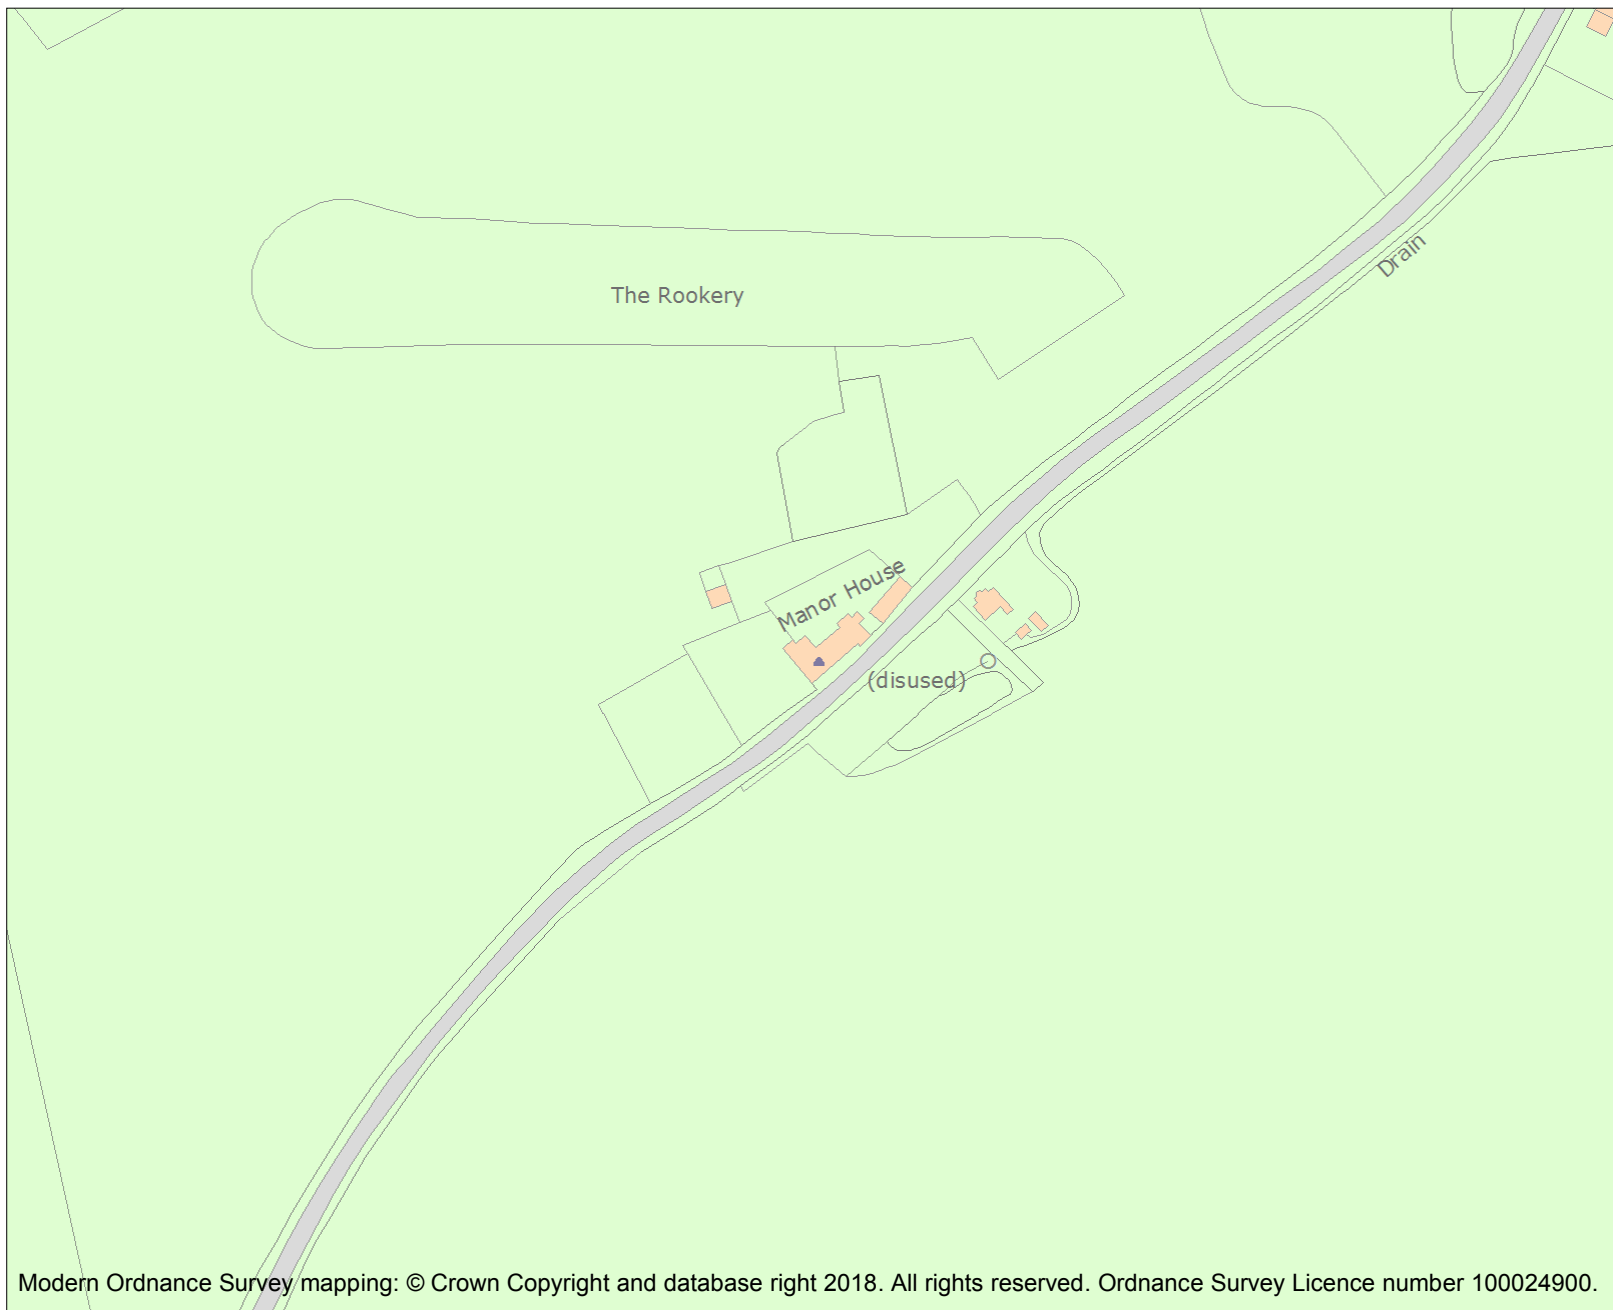 Drain
The Rookery
Manor House
(disused)
Modern Ordnance Survey mapping: © Crown Copyright and database right 2018. All rights reserved. Ordnance Survey Licence number 100024900.